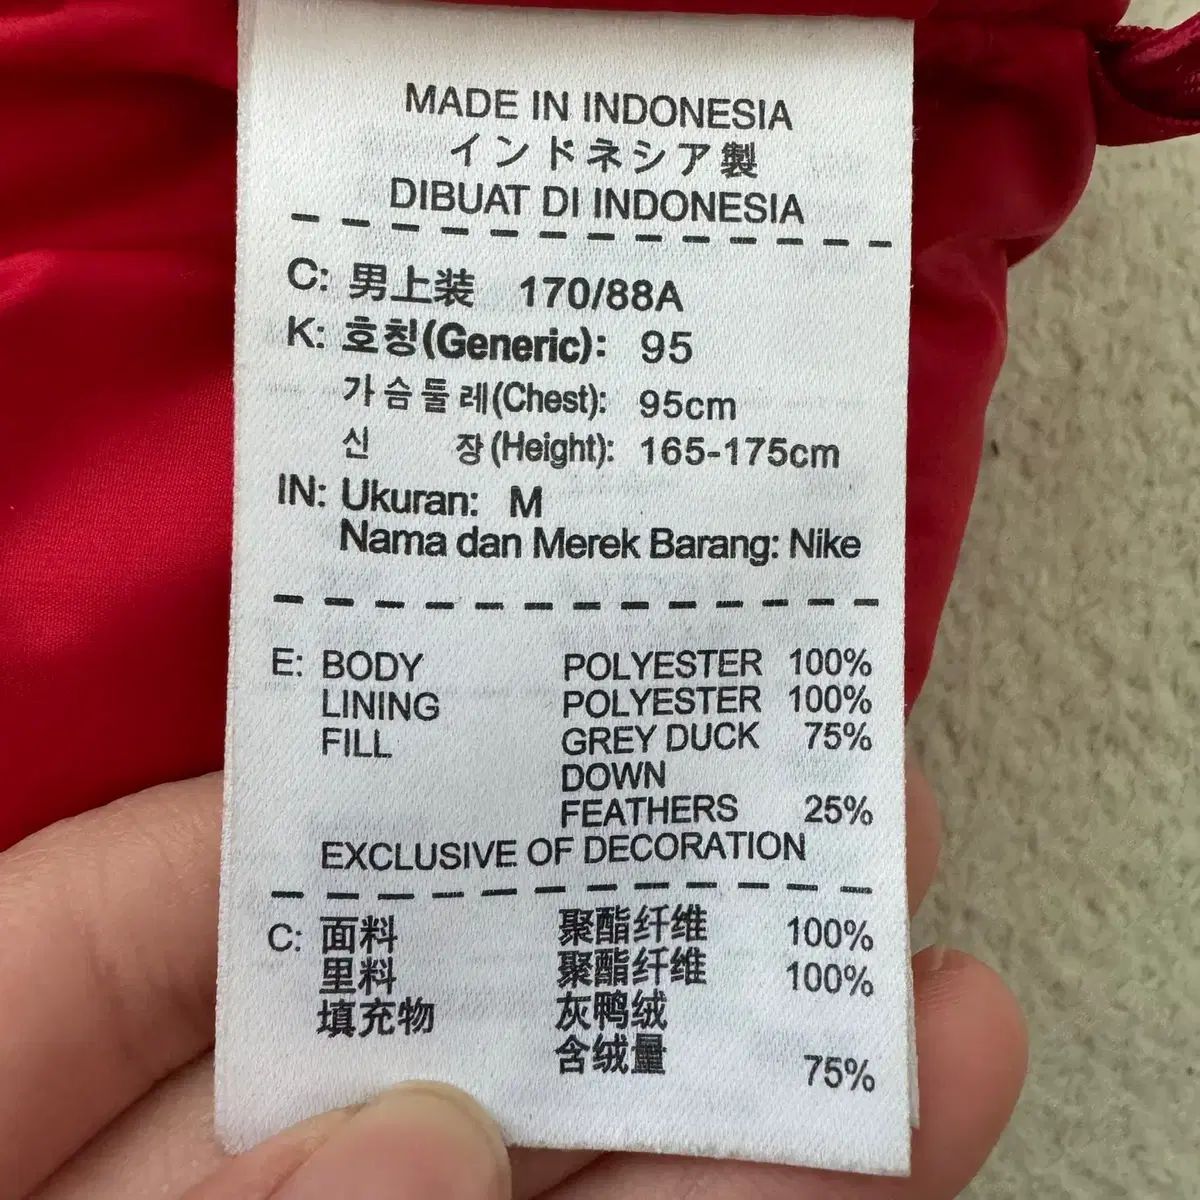 MADE IN INDONESIA
インドネシア製
DIBUAT DI INDONESIA
C: 男上装 170/88A
K: 호칭(Generic): 95
가슴둘레(Chest): 95cm
신 장(Height): 165-175cm
IN: Ukuran: M
Nama dan Merek Barang: Nike
E: BODY POLYESTER 100%
LINING POLYESTER 100%
FILL GREY DUCK 75%
DOWN
FEATHERS 25%
EXCLUSIVE OF DECORATION
C: 面料 聚酯纤维 100%
里料 聚酯纤维 100%
填充物 灰鸭绒
含绒量 75%